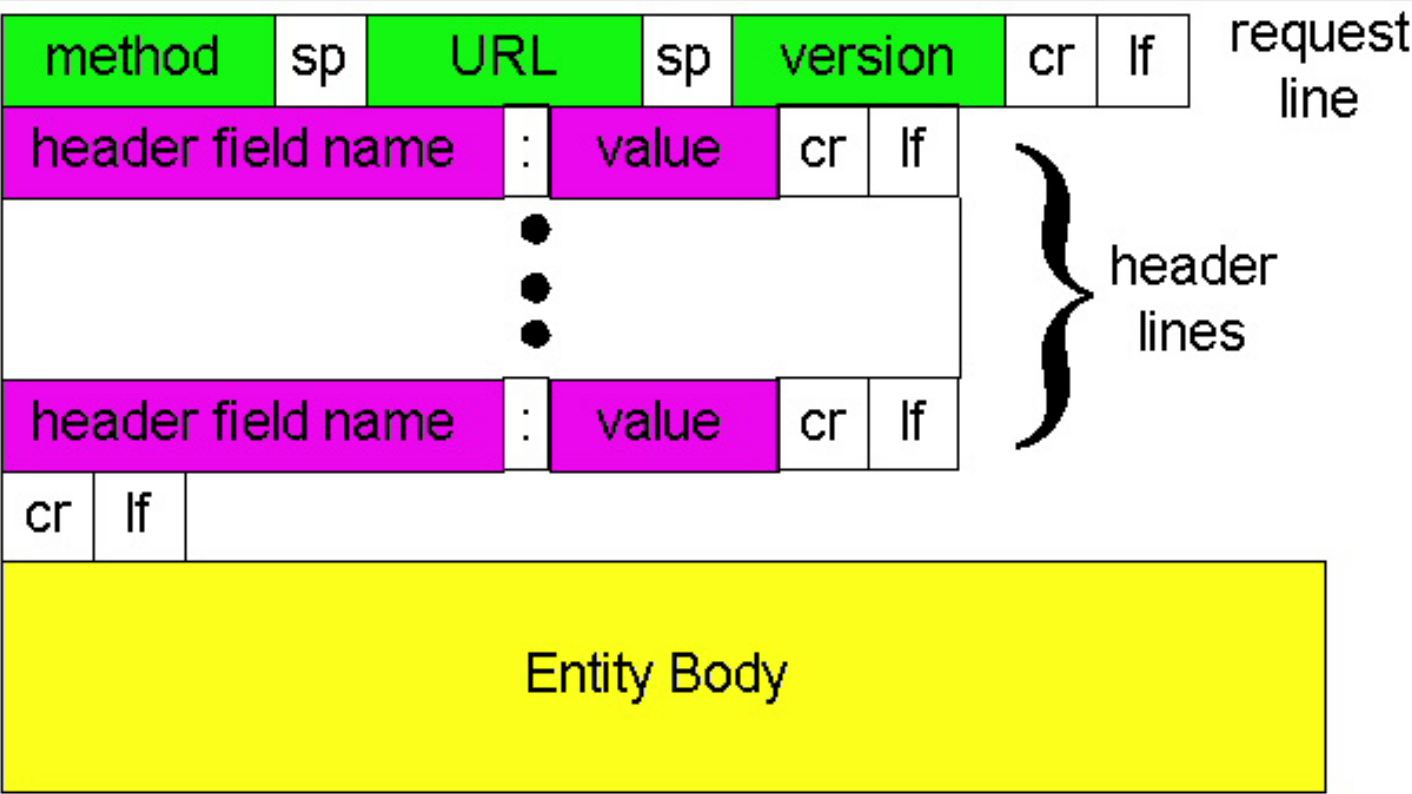 method sp URL sp version cr lf
request
line
header field name : value cr lf
header
lines
header field name : value cr lf
cr lf
Entity Body